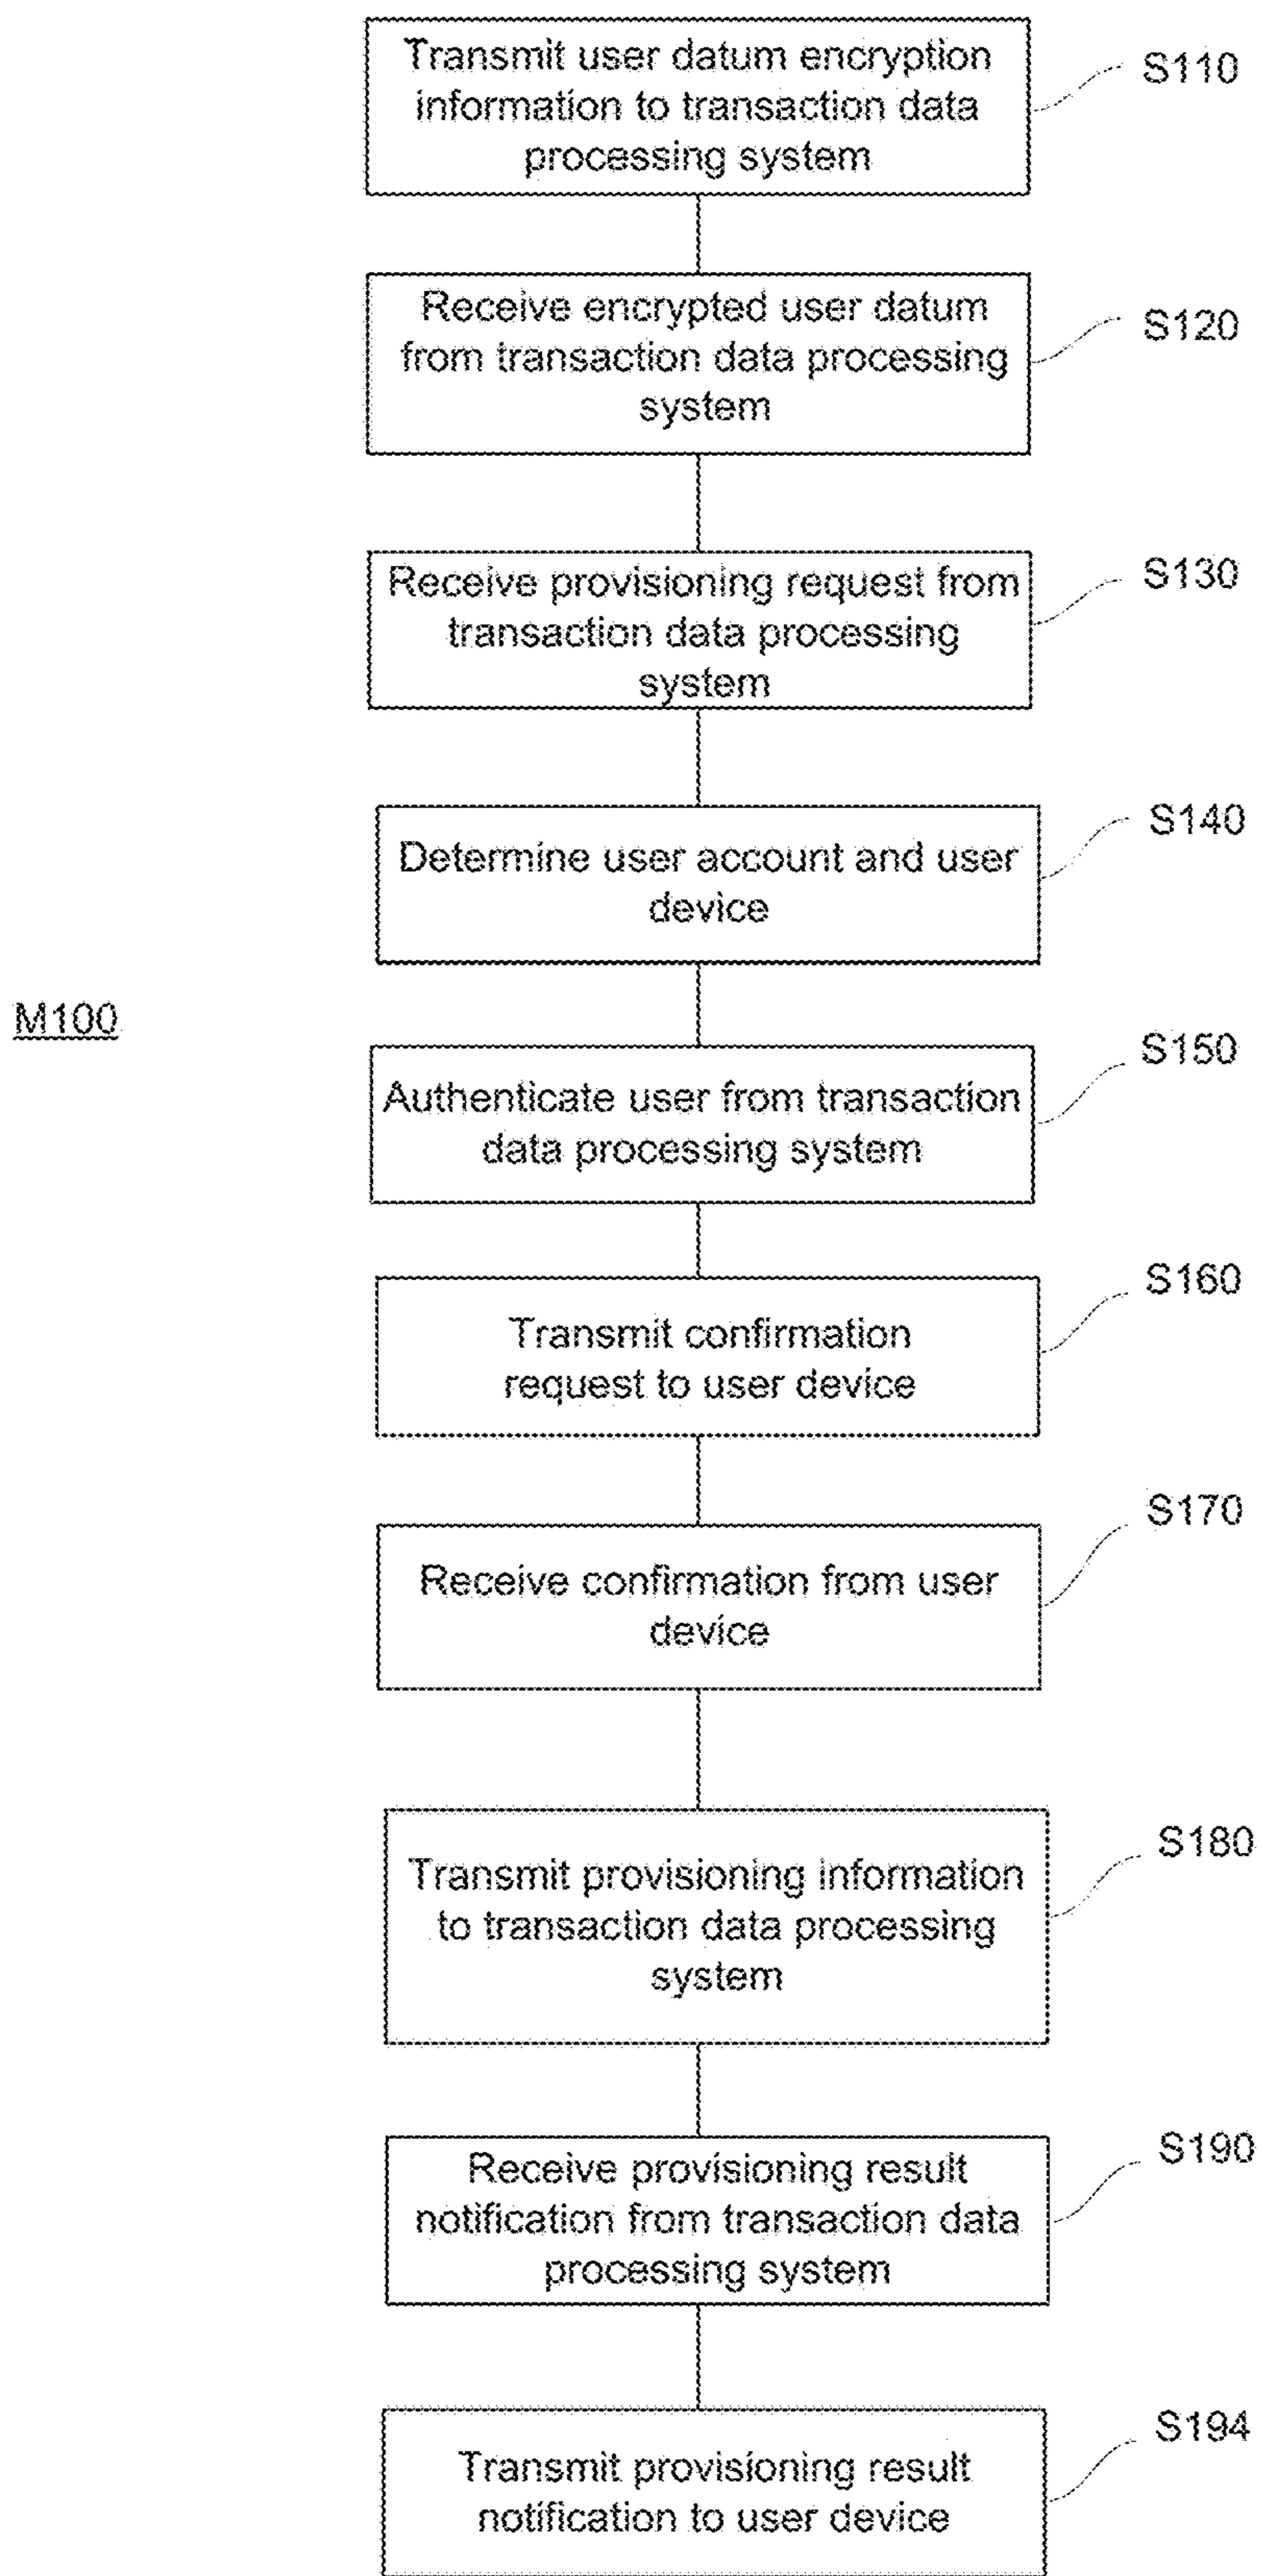 Transmit user datum encryption
information to transaction data
processing system
S110
Receive encrypted user datum
from transaction data processing
system
S120
Receive provisioning request from
transaction data processing
system
S130
Determine user account and user
device
S140
M100
Authenticate user from transaction
data processing system
S150
Transmit confirmation
request to user device
S160
Receive confirmation from user
device
S170
Transmit provisioning information
to transaction data processing
system
S180
Receive provisioning result
notification from transaction data
processing system
S190
Transmit provisioning result
notification to user device
S194